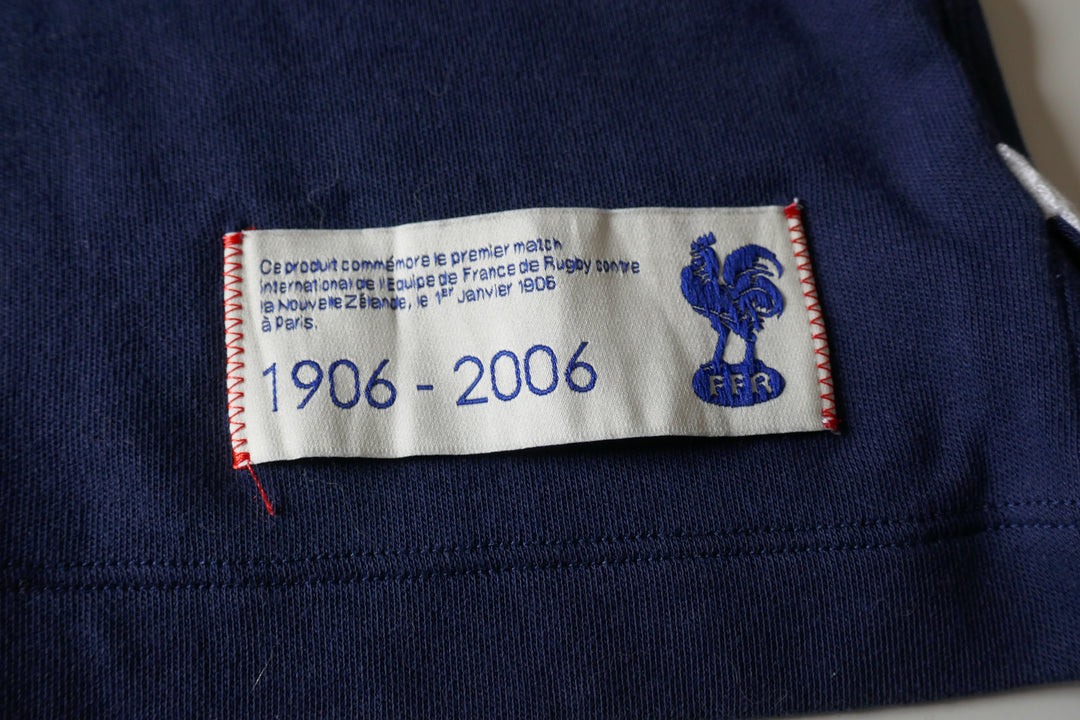 Ce produit commémore le premier match
international de l'Equipe de France de Rugby contre
la Nouvelle Zélande, le 1er Janvier 1906
à Paris.
1906 - 2006
FFR